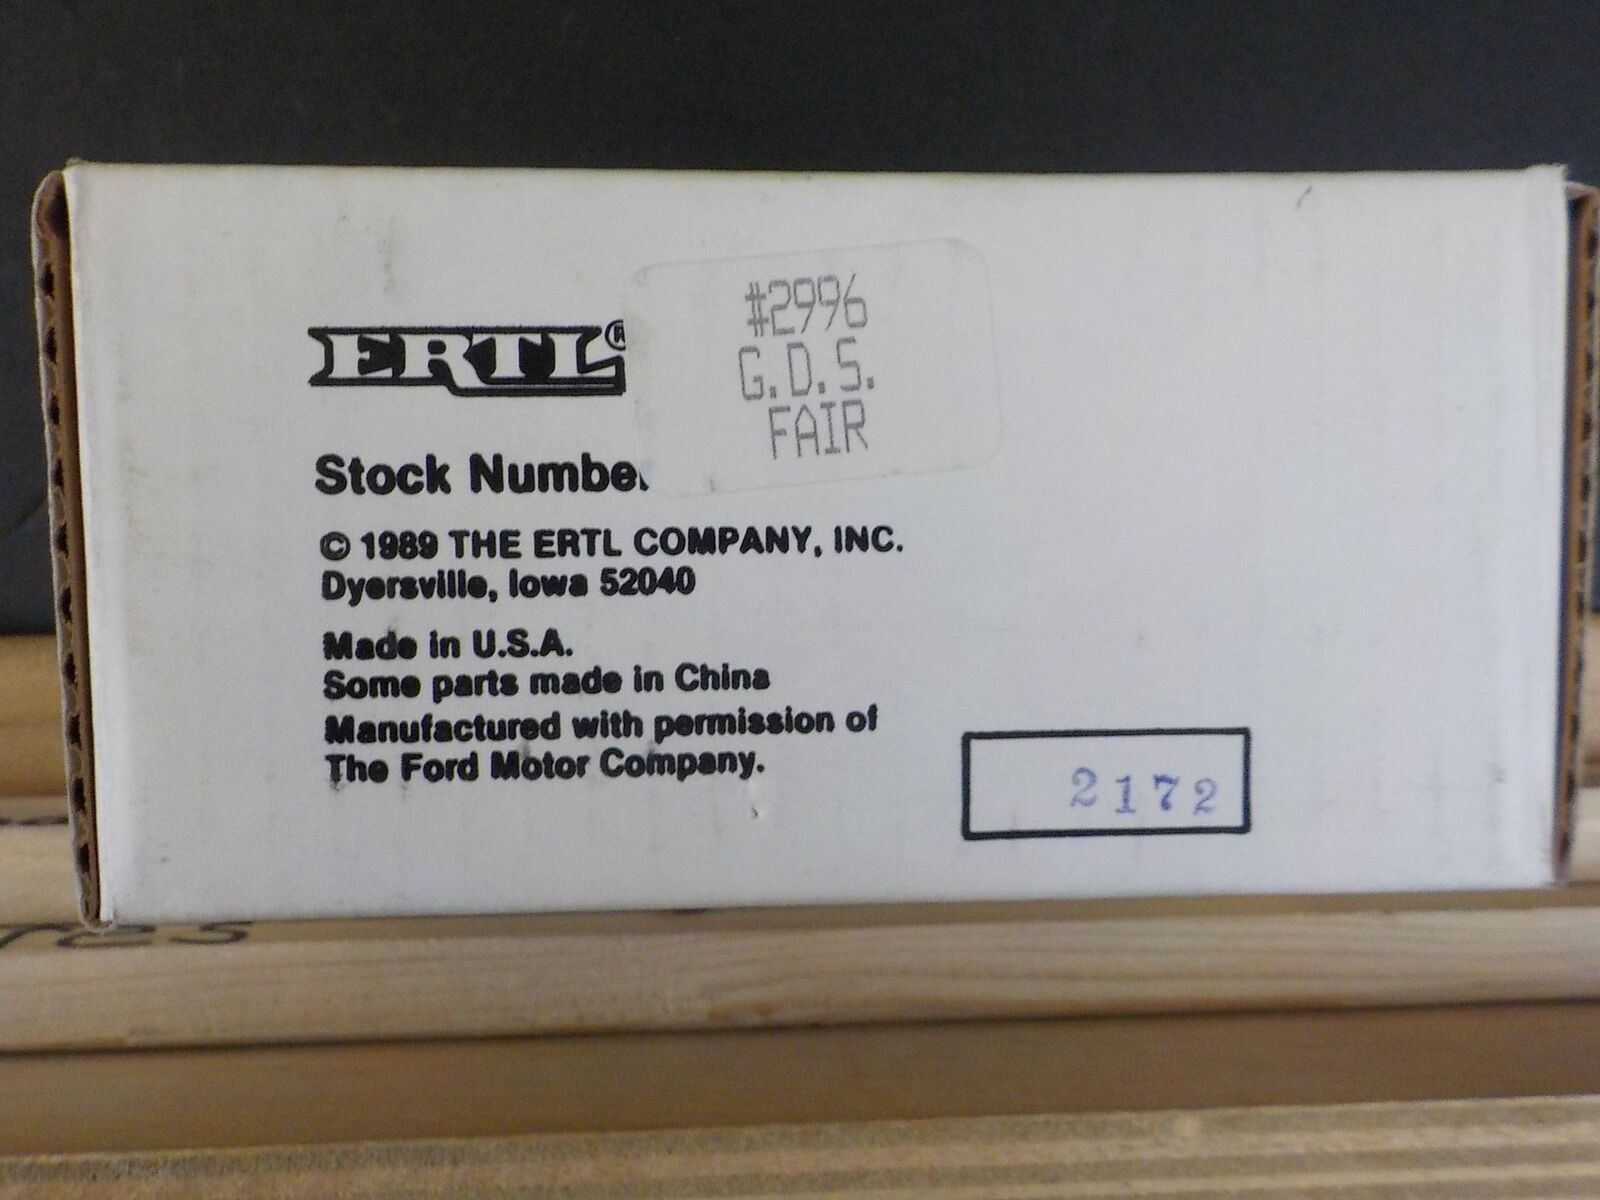 #2996
G.D.S.
FAIR
ERTL®
Stock Number
© 1989 THE ERTL COMPANY, INC.
Dyersville, Iowa 52040
Made in U.S.A.
Some parts made in China
Manufactured with permission of
The Ford Motor Company.
2172